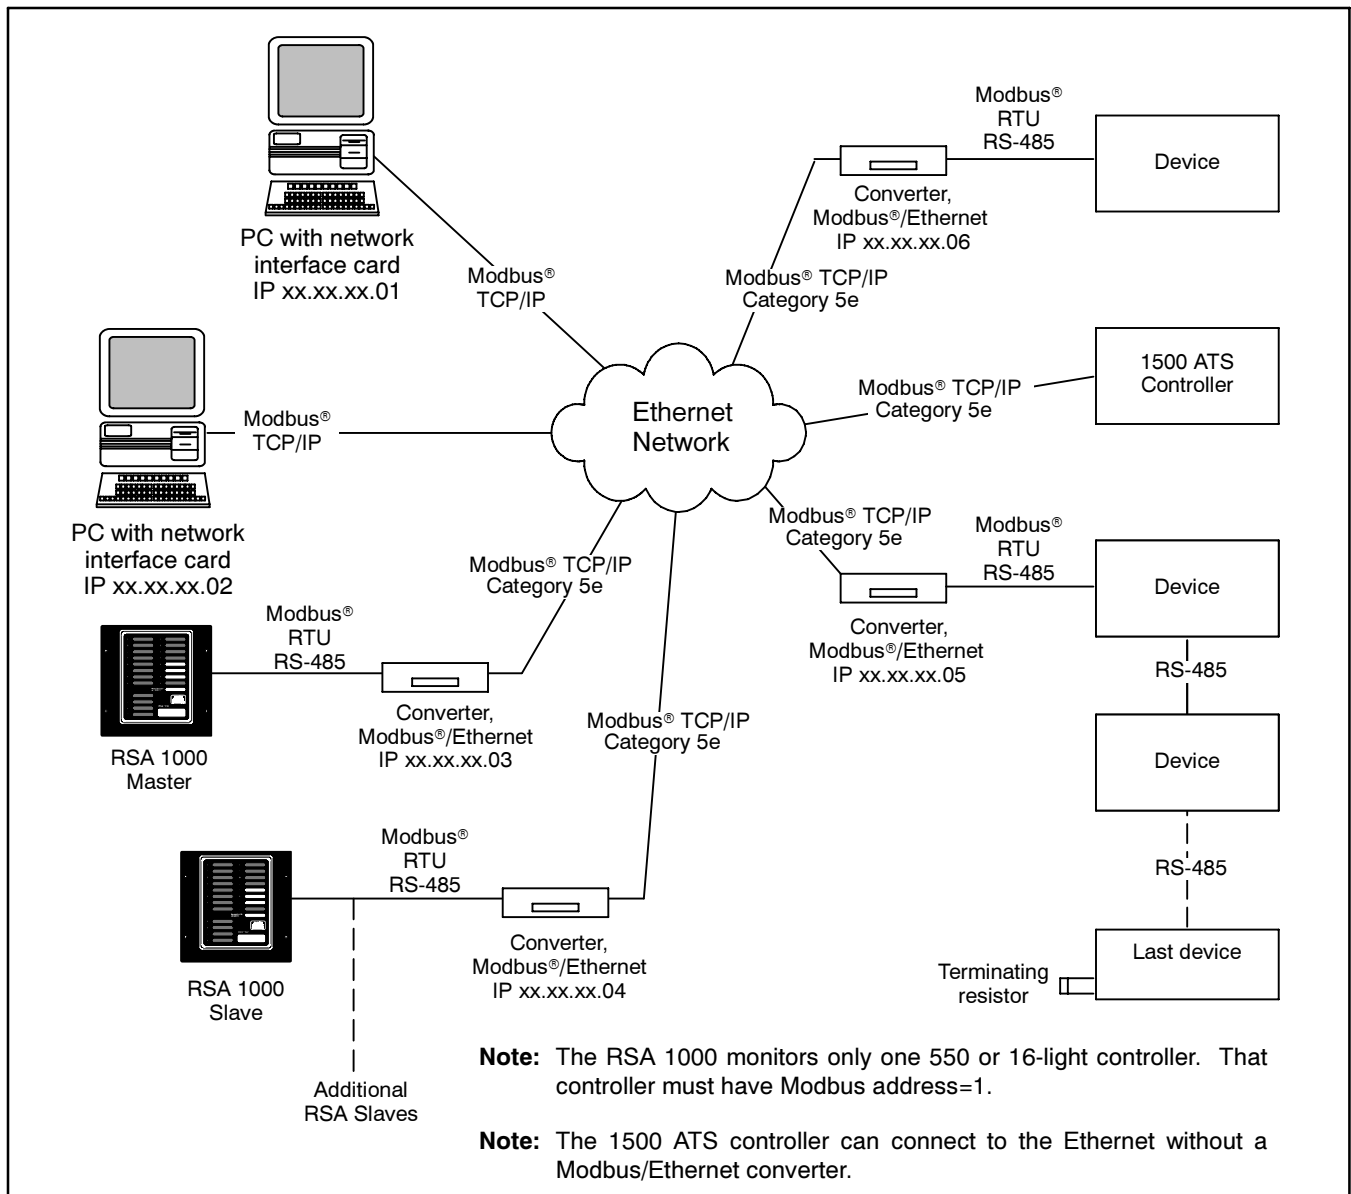 PC with network
interface card
IP xx.xx.xx.01
Modbus®
TCP/IP
Modbus®
RTU
RS-485
Converter,
Modbus®/Ethernet
IP xx.xx.xx.06
Device
Modbus® TCP/IP
Category 5e
PC with network
interface card
IP xx.xx.xx.02
Modbus®
TCP/IP
Ethernet
Network
Modbus® TCP/IP
Category 5e
1500 ATS
Controller
Modbus® TCP/IP
Category 5e
Modbus®
RTU
RS-485
Converter,
Modbus®/Ethernet
IP xx.xx.xx.05
Device
RS-485
Device
RS-485
Last device
Terminating
resistor
RSA 1000
Master
Modbus®
RTU
RS-485
Converter,
Modbus®/Ethernet
IP xx.xx.xx.03
Modbus® TCP/IP
Category 5e
RSA 1000
Slave
Modbus®
RTU
RS-485
Converter,
Modbus®/Ethernet
IP xx.xx.xx.04
Modbus® TCP/IP
Category 5e
Additional
RSA Slaves
Note: The RSA 1000 monitors only one 550 or 16-light controller. That
controller must have Modbus address=1.
Note: The 1500 ATS controller can connect to the Ethernet without a
Modbus/Ethernet converter.